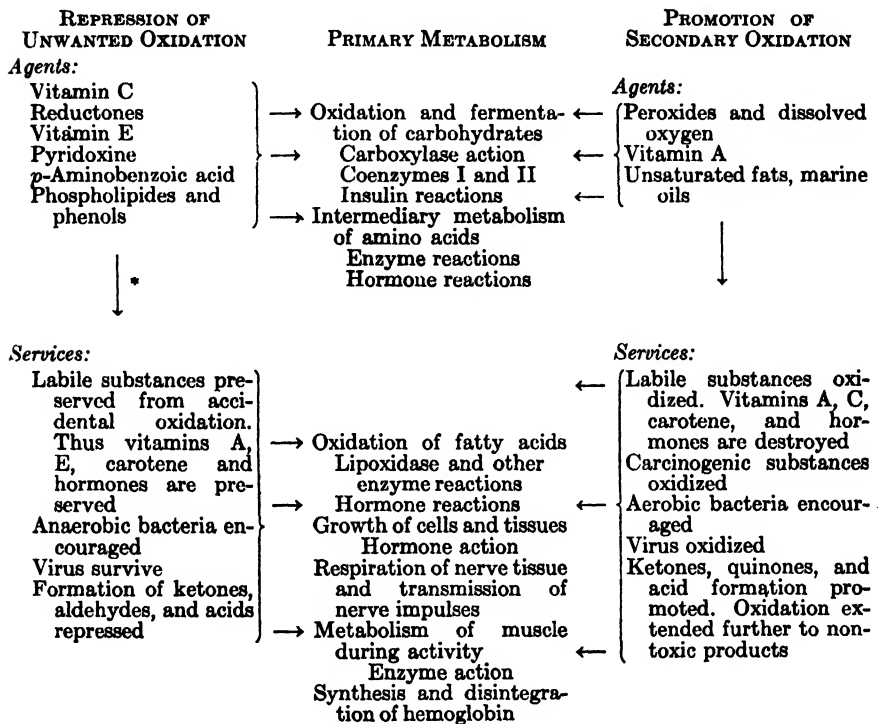 REPRESSION OF
UNWANTED OXIDATION
Agents:
Vitamin C
Reductones
Vitamin E
Pyridoxine
p-Aminobenzoic acid
Phospholipides and
phenols
*
Services:
Labile substances pre-
served from acci-
dental oxidation.
Thus vitamins A,
E, carotene and
hormones are pre-
served
Anaerobic bacteria en-
couraged
Virus survive
Formation of ketones,
aldehydes, and acids
repressed
PRIMARY METABOLISM
Oxidation and fermenta-
tion of carbohydrates
Carboxylase action
Coenzymes I and II
Insulin reactions
Intermediary metabolism
of amino acids
Enzyme reactions
Hormone reactions
Oxidation of fatty acids
Lipoxidase and other
enzyme reactions
Hormone reactions
Growth of cells and tissues
Hormone action
Respiration of nerve tissue
and transmission of
nerve impulses
Metabolism of muscle
during activity
Enzyme action
Synthesis and disintegra-
tion of hemoglobin
PROMOTION OF
SECONDARY OXIDATION
Agents:
Peroxides and dissolved
oxygen
Vitamin A
Unsaturated fats, marine
oils
Services:
Labile substances oxi-
dized. Vitamins A, C,
carotene, and hor-
mones are destroyed
Carcinogenic substances
oxidized
Aerobic bacteria encour-
aged
Virus oxidized
Ketones, quinones, and
acid formation pro-
moted. Oxidation ex-
tended further to non-
toxic products